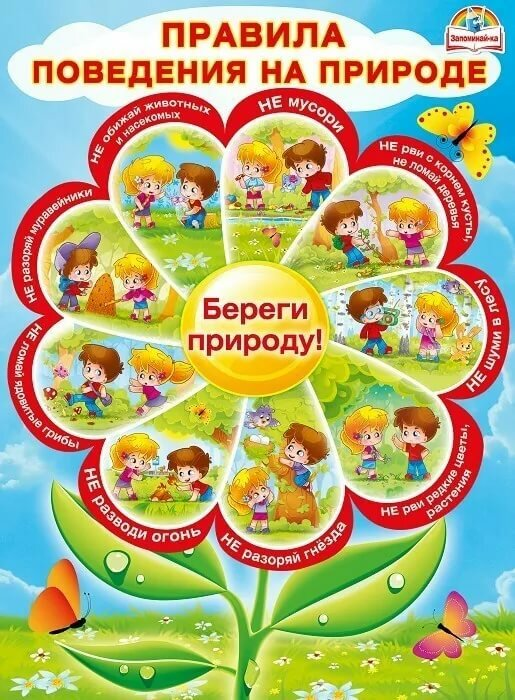 Запоминай-ка
ПРАВИЛА
ПОВЕДЕНИЯ НА ПРИРОДЕ
НЕ обижай животных
и насекомых
НЕ мусори
НЕ рви с корнем кусты,
не ломай деревья
НЕ шуми в лесу
НЕ рви редкие цветы,
растения
НЕ разоряй гнёзда
НЕ разводи огонь
НЕ ломай ядовитые грибы
НЕ разоряй муравейники
Береги
природу!